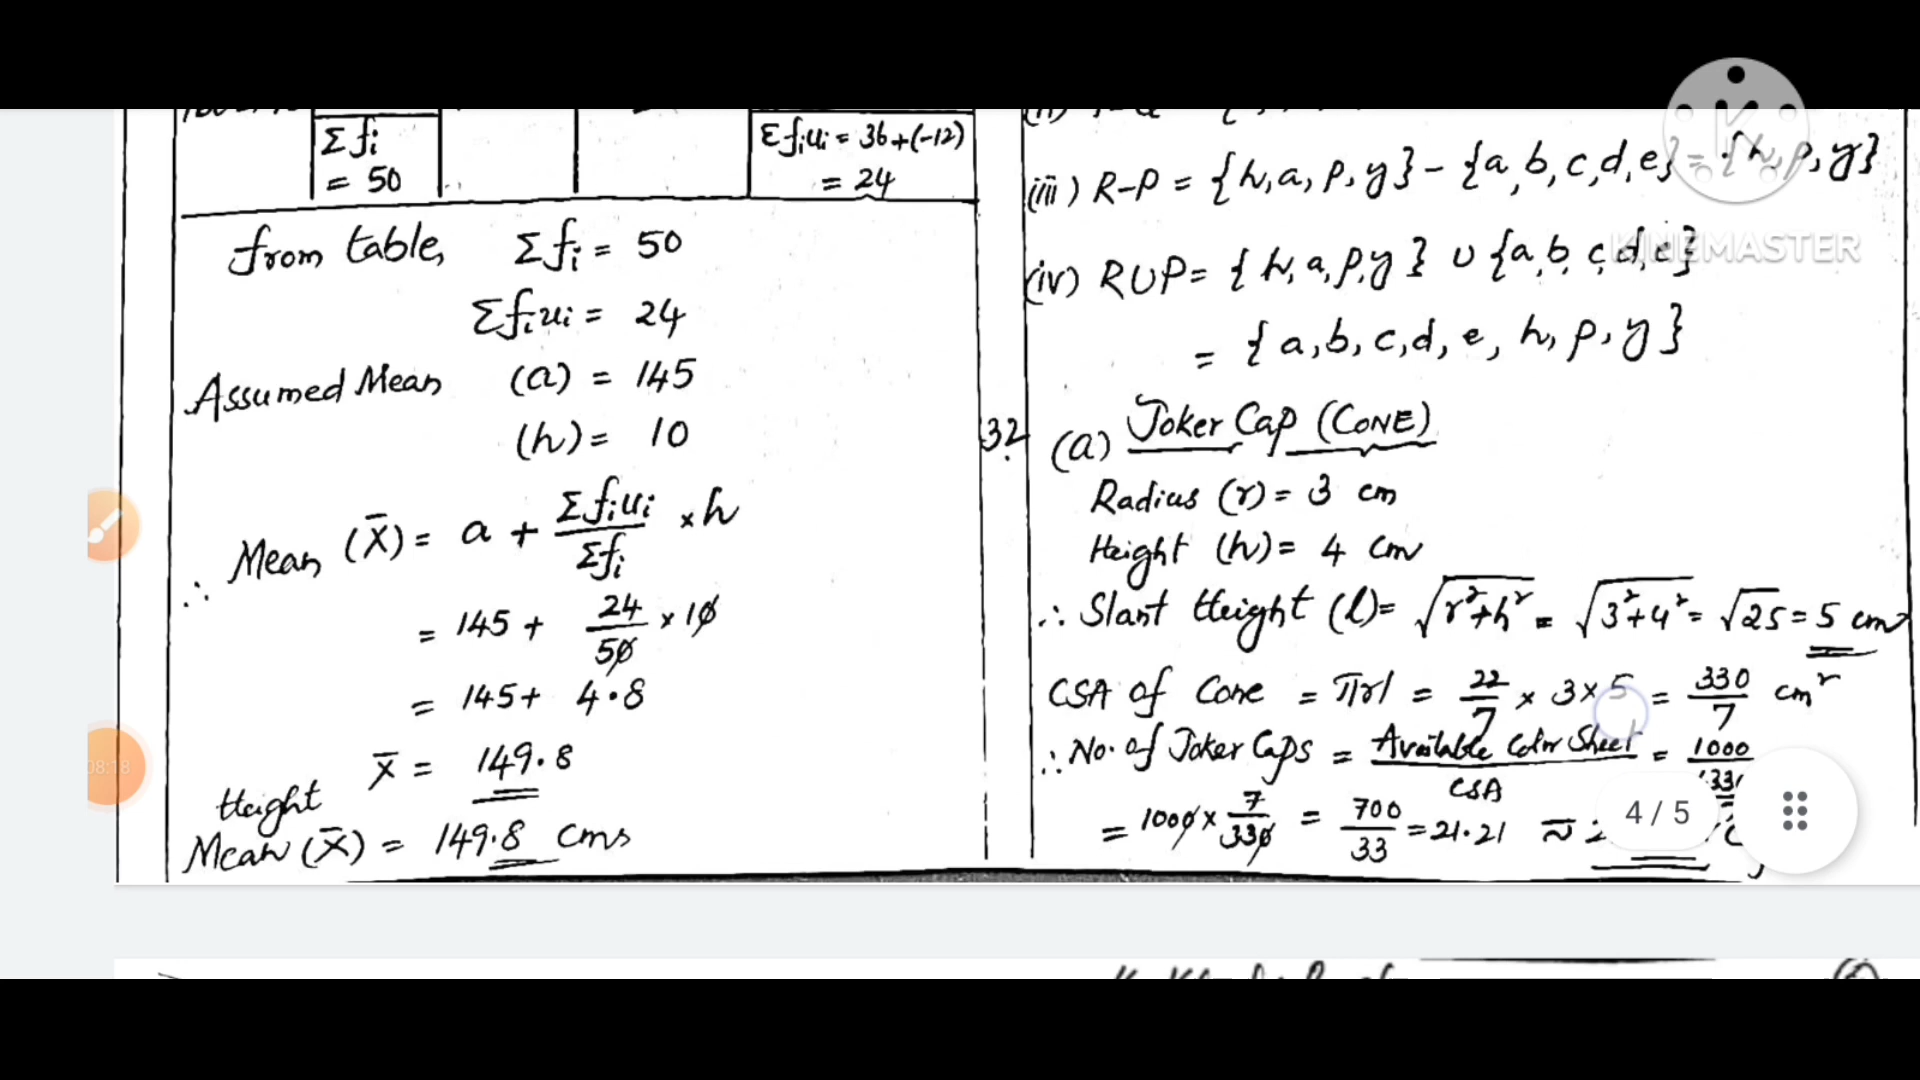 Σfi
= 50
Σfiui = 36+(-12)
= 24
from table, Σfi = 50
Σfiui = 24
Assumed Mean (a) = 145
(h) = 10
∴ Mean (X̄) = a + Σfiui/Σfi × h
= 145 + 24/50 × 10
= 145 + 4.8
X̄ = 149.8
Height
Mean (X̄) = 149.8 cms
(iii) R-P = {h, a, p, y} - {a, b, c, d, e} = {h, p, y}
KINEMASTER
(iv) R∪P = {h, a, p, y} ∪ {a, b, c, d, e}
= {a, b, c, d, e, h, p, y}
32.
(a) Joker Cap (CONE)
Radius (r) = 3 cm
Height (h) = 4 cm
∴ Slant Height (l) = √r²+h² = √3²+4² = √25 = 5 cm
CSA of Cone = πrl = 22/7 × 3 × 5 = 330/7 cm²
∴ No. of Joker Caps = Available Color Sheet/CSA = 1000
= 1000 × 7/330 = 700/33 = 21.21 ≈
4 / 5
08:18